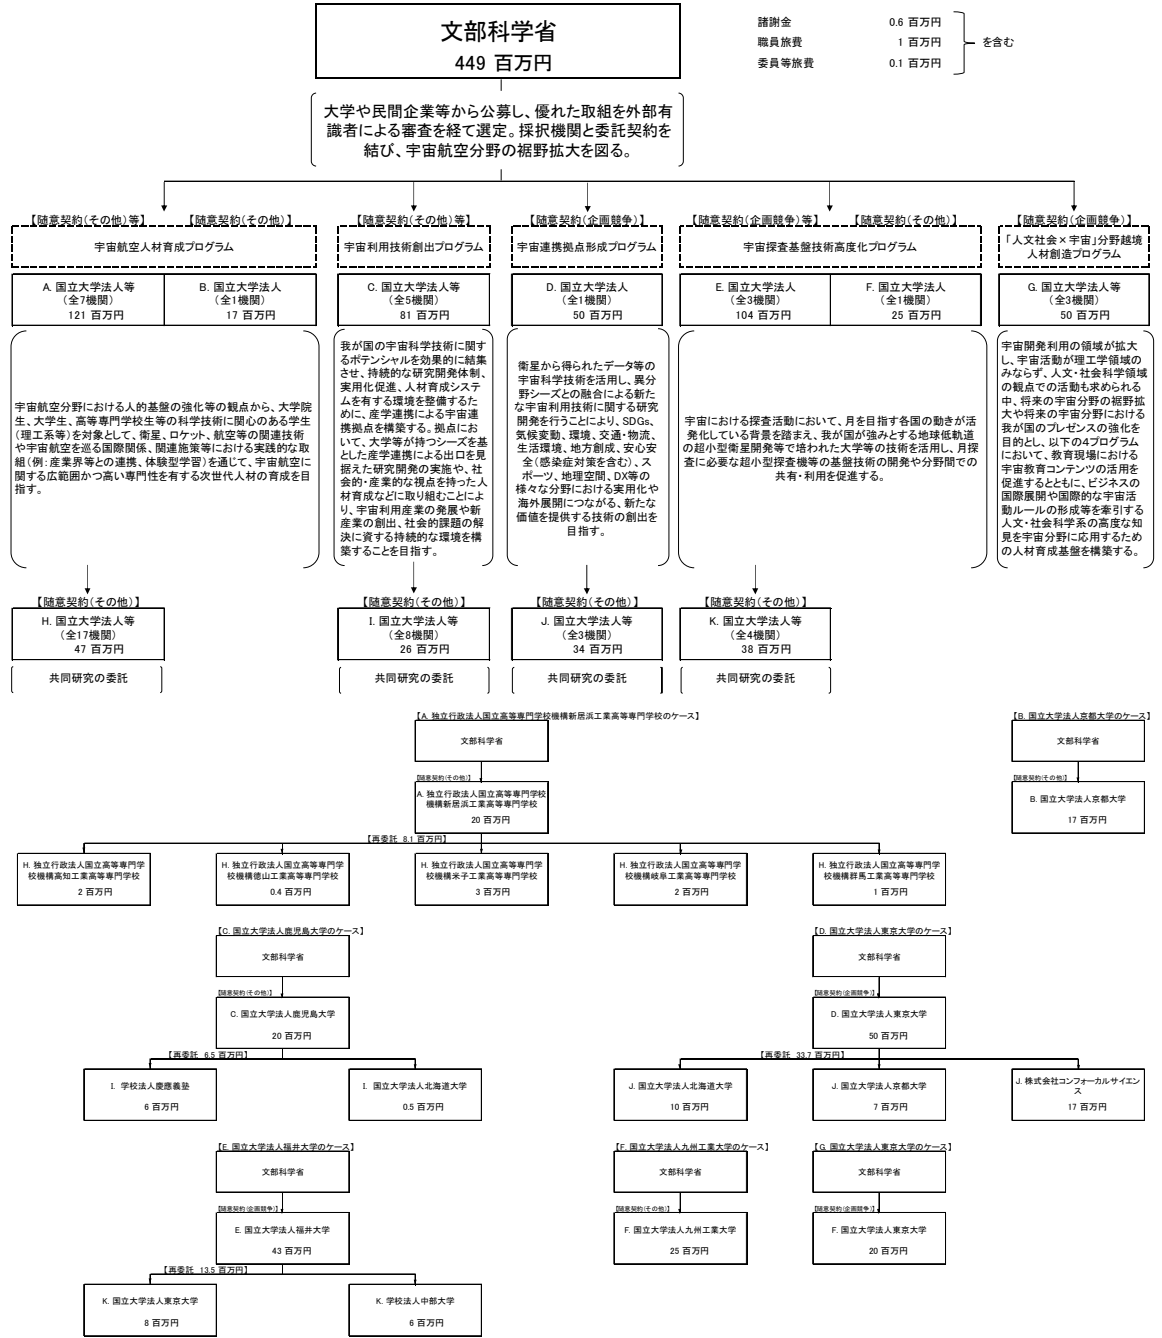 文部科学省
449 百万円
諸謝金 0.6 百万円
職員旅費 1 百万円
委員等旅費 0.1 百万円
を含む
大学や民間企業等から公募し、優れた取組を外部有
識者による審査を経て選定。採択機関と委託契約を
結び、宇宙航空分野の裾野拡大を図る。
【随意契約(その他)等】
【随意契約(その他)】
宇宙航空人材育成プログラム
A. 国立大学法人等
(全7機関)
121 百万円
B. 国立大学法人
(全1機関)
17 百万円
宇宙航空分野における人的基盤の強化等の観点から、大学院
生、大学生、高等専門学校生等の科学技術に関心のある学生
(理工系等)を対象として、衛星、ロケット、航空等の関連技術
や宇宙航空を巡る国際関係、関連施策等における実践的な取
組(例:産業界等との連携、体験型学習)を通じて、宇宙航空に
関する広範囲かつ高い専門性を有する次世代人材の育成を目
指す。
【随意契約(その他)等】
宇宙利用技術創出プログラム
C. 国立大学法人等
(全5機関)
81 百万円
我が国の宇宙科学技術に関す
るポテンシャルを効果的に結集
させ、持続的な研究開発体制、
実用化促進、人材育成システ
ムを有する環境を整備するた
めに、産学連携による宇宙連
携拠点を構築する。拠点にお
いて、大学等が持つシーズを基
とした産学連携による出口を見
据えた研究開発の実施や、社
会的・産業的な視点を持った人
材育成などに取り組むことによ
り、宇宙利用産業の発展や新
産業の創出、社会的課題の解
決に資する持続的な環境を構
築することを目指す。
【随意契約(企画競争)】
宇宙連携拠点形成プログラム
D. 国立大学法人
(全1機関)
50 百万円
衛星から得られたデータ等の
宇宙科学技術を活用し、異分
野シーズとの融合による新た
な宇宙利用技術に関する研究
開発を行うことにより、SDGs、
気候変動、環境、交通・物流、
生活環境、地方創成、安心安
全(感染症対策を含む)、ス
ポーツ、地理空間、DX等の
様々な分野における実用化や
海外展開につながる、新たな
価値を提供する技術の創出を
目指す。
【随意契約(企画競争)等】
【随意契約(その他)】
宇宙探査基盤技術高度化プログラム
E. 国立大学法人等
(全3機関)
104 百万円
F. 国立大学法人
(全1機関)
25 百万円
宇宙における探査活動において、月を目指す各国の動きが活
発化している背景を踏まえ、我が国が強みとする地球低軌道
の超小型衛星開発等で培われた大学等の技術を活用し、月探
査に必要な超小型探査機等の基盤技術の開発や分野間での
共有・利用を促進する。
【随意契約(企画競争)】
「人文社会×宇宙」分野越境
人材創造プログラム
G. 国立大学法人等
(全3機関)
50 百万円
宇宙開発利用の領域が拡大
し、宇宙活動が理工学領域の
みならず、人文・社会科学領域
の観点での活動も求められる
中、将来の宇宙分野の裾野拡
大や将来の宇宙分野における
我が国のプレゼンスの強化を
目的とし、以下の4プログラム
において、教育現場における
宇宙教育コンテンツの活用を
促進するとともに、ビジネスの
国際展開や国際的な宇宙活
動ルールの形成等を牽引する
人文・社会科学系の高度な知
見を宇宙分野に応用するため
の人材育成基盤を構築する。
【随意契約(その他)】
H. 国立大学法人等
(全17機関)
47 百万円
共同研究の委託
【随意契約(その他)】
I. 国立大学法人等
(全8機関)
26 百万円
共同研究の委託
【随意契約(その他)】
J. 国立大学法人等
(全3機関)
34 百万円
共同研究の委託
【随意契約(その他)】
K. 国立大学法人等
(全4機関)
38 百万円
共同研究の委託
【A. 独立行政法人国立高等専門学校機構新居浜工業高等専門学校のケース】
文部科学省
【随意契約(その他)】
A. 独立行政法人国立高等専門学校
機構新居浜工業高等専門学校
20 百万円
【再委託 8.1 百万円】
H. 独立行政法人国立高等専門学
校機構高知工業高等専門学校
2 百万円
H. 独立行政法人国立高等専門学
校機構徳山工業高等専門学校
0.4 百万円
H. 独立行政法人国立高等専門学
校機構米子工業高等専門学校
3 百万円
H. 独立行政法人国立高等専門学
校機構岐阜工業高等専門学校
2 百万円
H. 独立行政法人国立高等専門学
校機構群馬工業高等専門学校
1 百万円
【B. 国立大学法人京都大学のケース】
文部科学省
【随意契約(その他)】
B. 国立大学法人京都大学
17 百万円
【C. 国立大学法人鹿児島大学のケース】
文部科学省
【随意契約(その他)】
C. 国立大学法人鹿児島大学
20 百万円
【再委託 6.5 百万円】
I. 学校法人慶應義塾
6 百万円
I. 国立大学法人北海道大学
0.5 百万円
【D. 国立大学法人東京大学のケース】
文部科学省
【随意契約(企画競争)】
D. 国立大学法人東京大学
50 百万円
【再委託 33.7 百万円】
J. 国立大学法人北海道大学
10 百万円
J. 国立大学法人京都大学
7 百万円
J. 株式会社コンフォーカルサイエン
ス
17 百万円
【E. 国立大学法人福井大学のケース】
文部科学省
【随意契約(企画競争)】
E. 国立大学法人福井大学
43 百万円
【再委託 13.5 百万円】
K. 国立大学法人東京大学
8 百万円
K. 学校法人中部大学
6 百万円
【F. 国立大学法人九州工業大学のケース】
文部科学省
【随意契約(その他)】
F. 国立大学法人九州工業大学
25 百万円
【G. 国立大学法人東京大学のケース】
文部科学省
【随意契約(企画競争)】
F. 国立大学法人東京大学
20 百万円